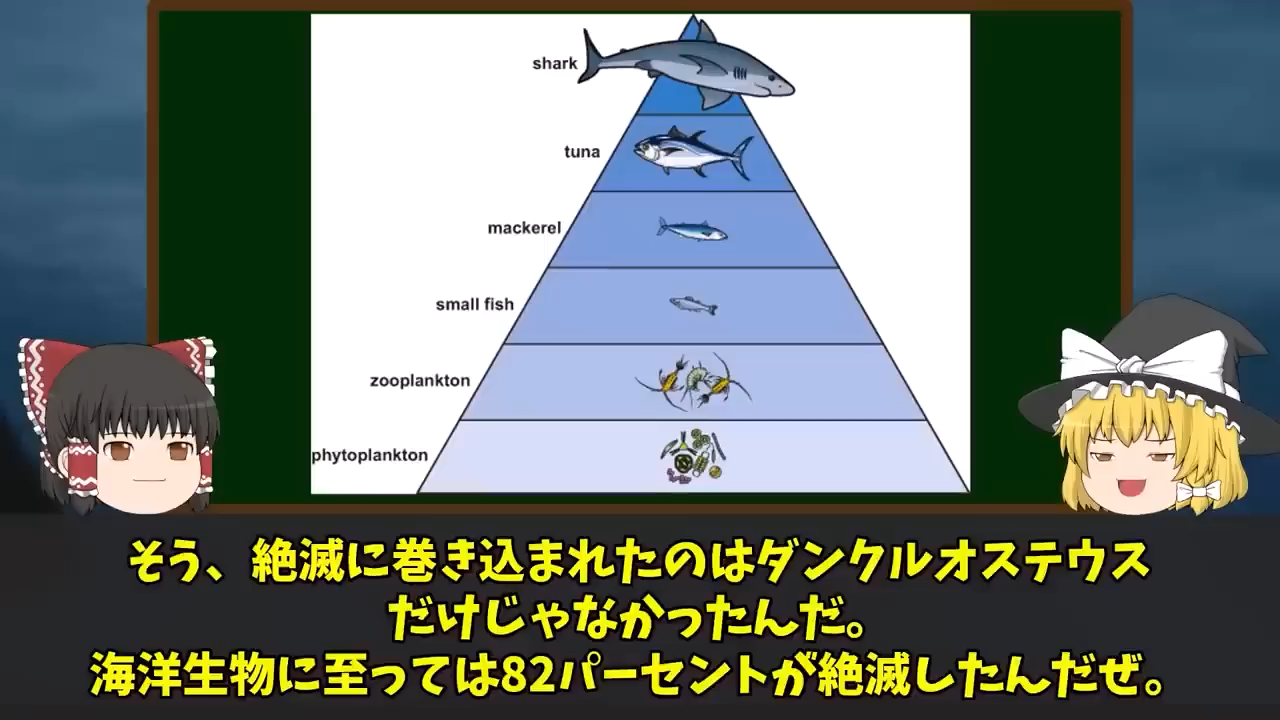 shark
tuna
mackerel
small fish
zooplankton
phytoplankton
そう、絶滅に巻き込まれたのはダンクルオステウス
だけじゃなかったんだ。
海洋生物に至っては82パーセントが絶滅したんだぜ。